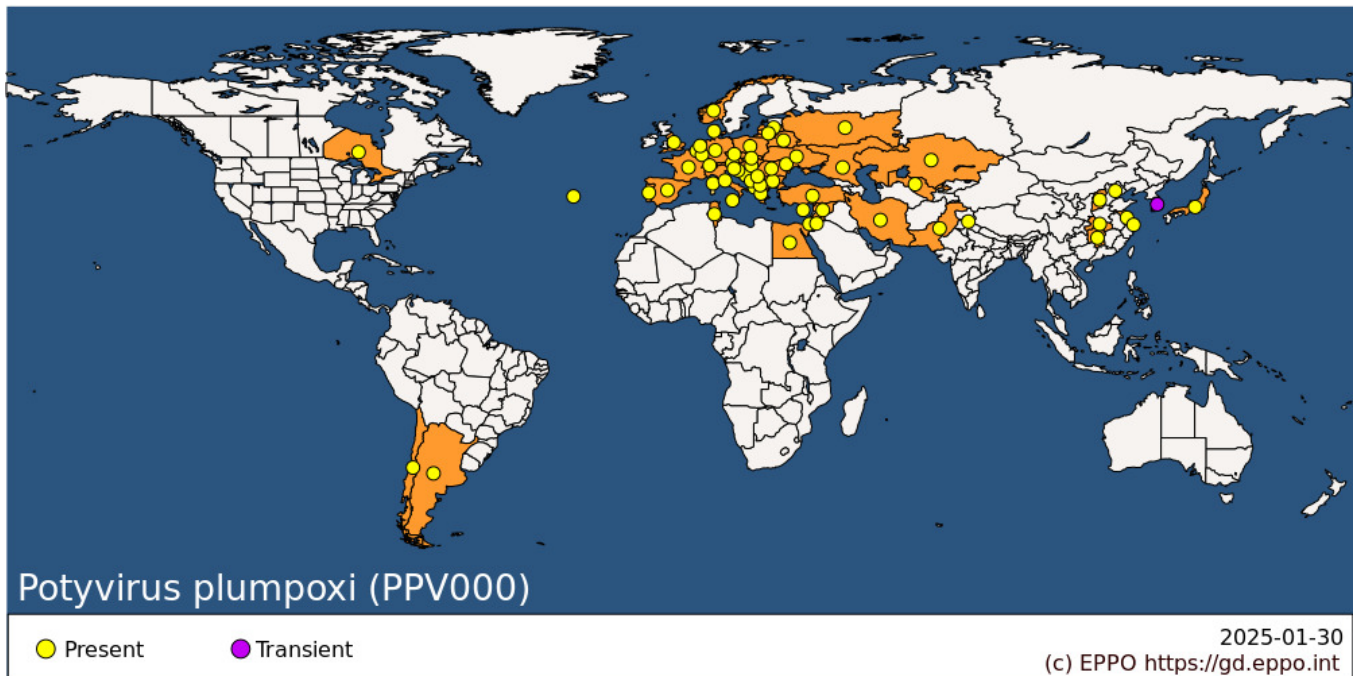 Potyvirus plumpoxi (PPV000)
Present
Transient
2025-01-30
(c) EPPO https://gd.eppo.int